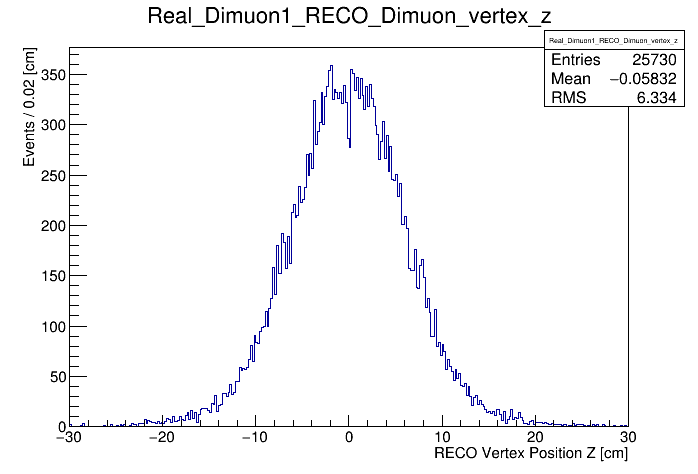 Real_Dimuon1_RECO_Dimuon_vertex_z
Real_Dimuon1_RECO_Dimuon_vertex_z
Entries 25730
Mean −0.05832
RMS 6.334
Events / 0.02 [cm]
350
300
250
200
150
100
50
0
−30 −20 −10 0 10 20 30
RECO Vertex Position Z [cm]